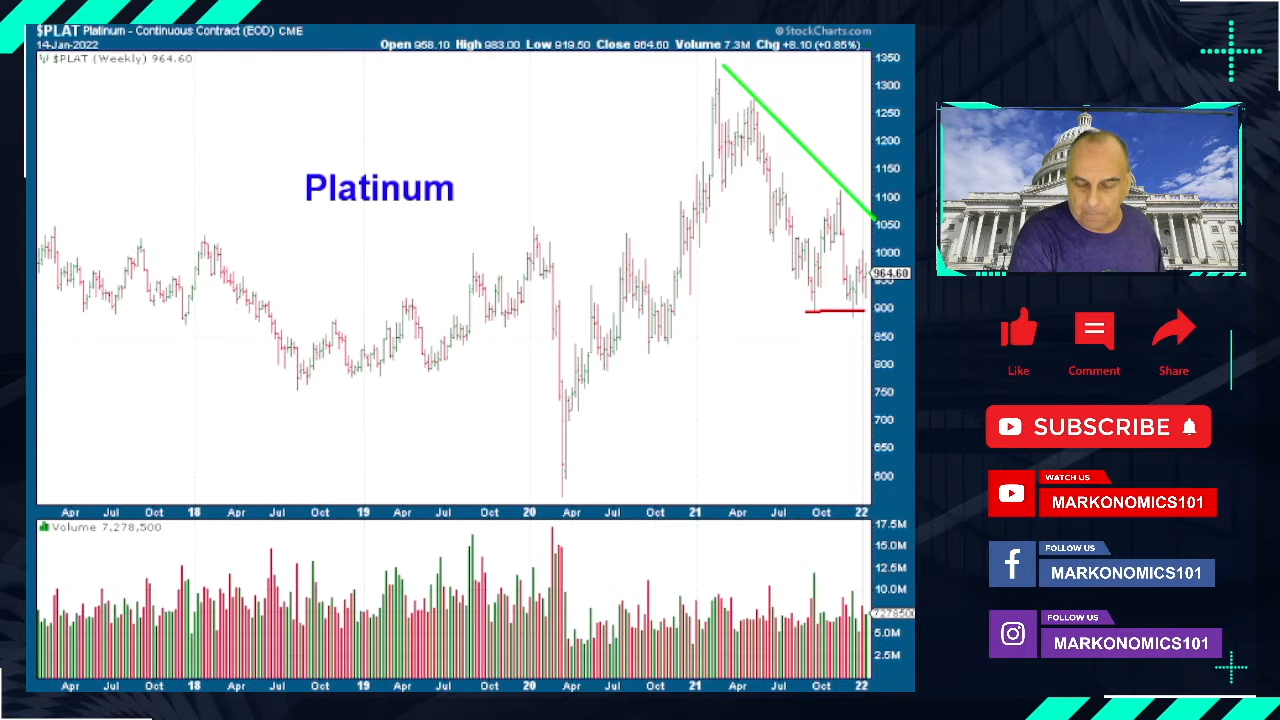 $PLAT Platinum - Continuous Contract (EOD) CME
@StockCharts.com
14-Jan-2022
Open 958.10 High 983.00 Low 919.50 Close 964.60 Volume 7.3M Chg +8.10 (+0.85%)
$PLAT (Weekly) 964.60
1350
1300
1250
1200
1150
1100
1050
1000
964.60
900
850
800
750
700
650
600
Platinum
Apr Jul Oct 18 Apr Jul Oct 19 Apr Jul Oct 20 Apr Jul Oct 21 Apr Jul Oct 22
Volume 7,278,500
17.5M
15.0M
12.5M
10.0M
7278500
5.0M
2.5M
Apr Jul Oct 18 Apr Jul Oct 19 Apr Jul Oct 20 Apr Jul Oct 21 Apr Jul Oct 22
Like Comment Share
SUBSCRIBE
WATCH US
MARKONOMICS101
FOLLOW US
MARKONOMICS101
FOLLOW US
MARKONOMICS101